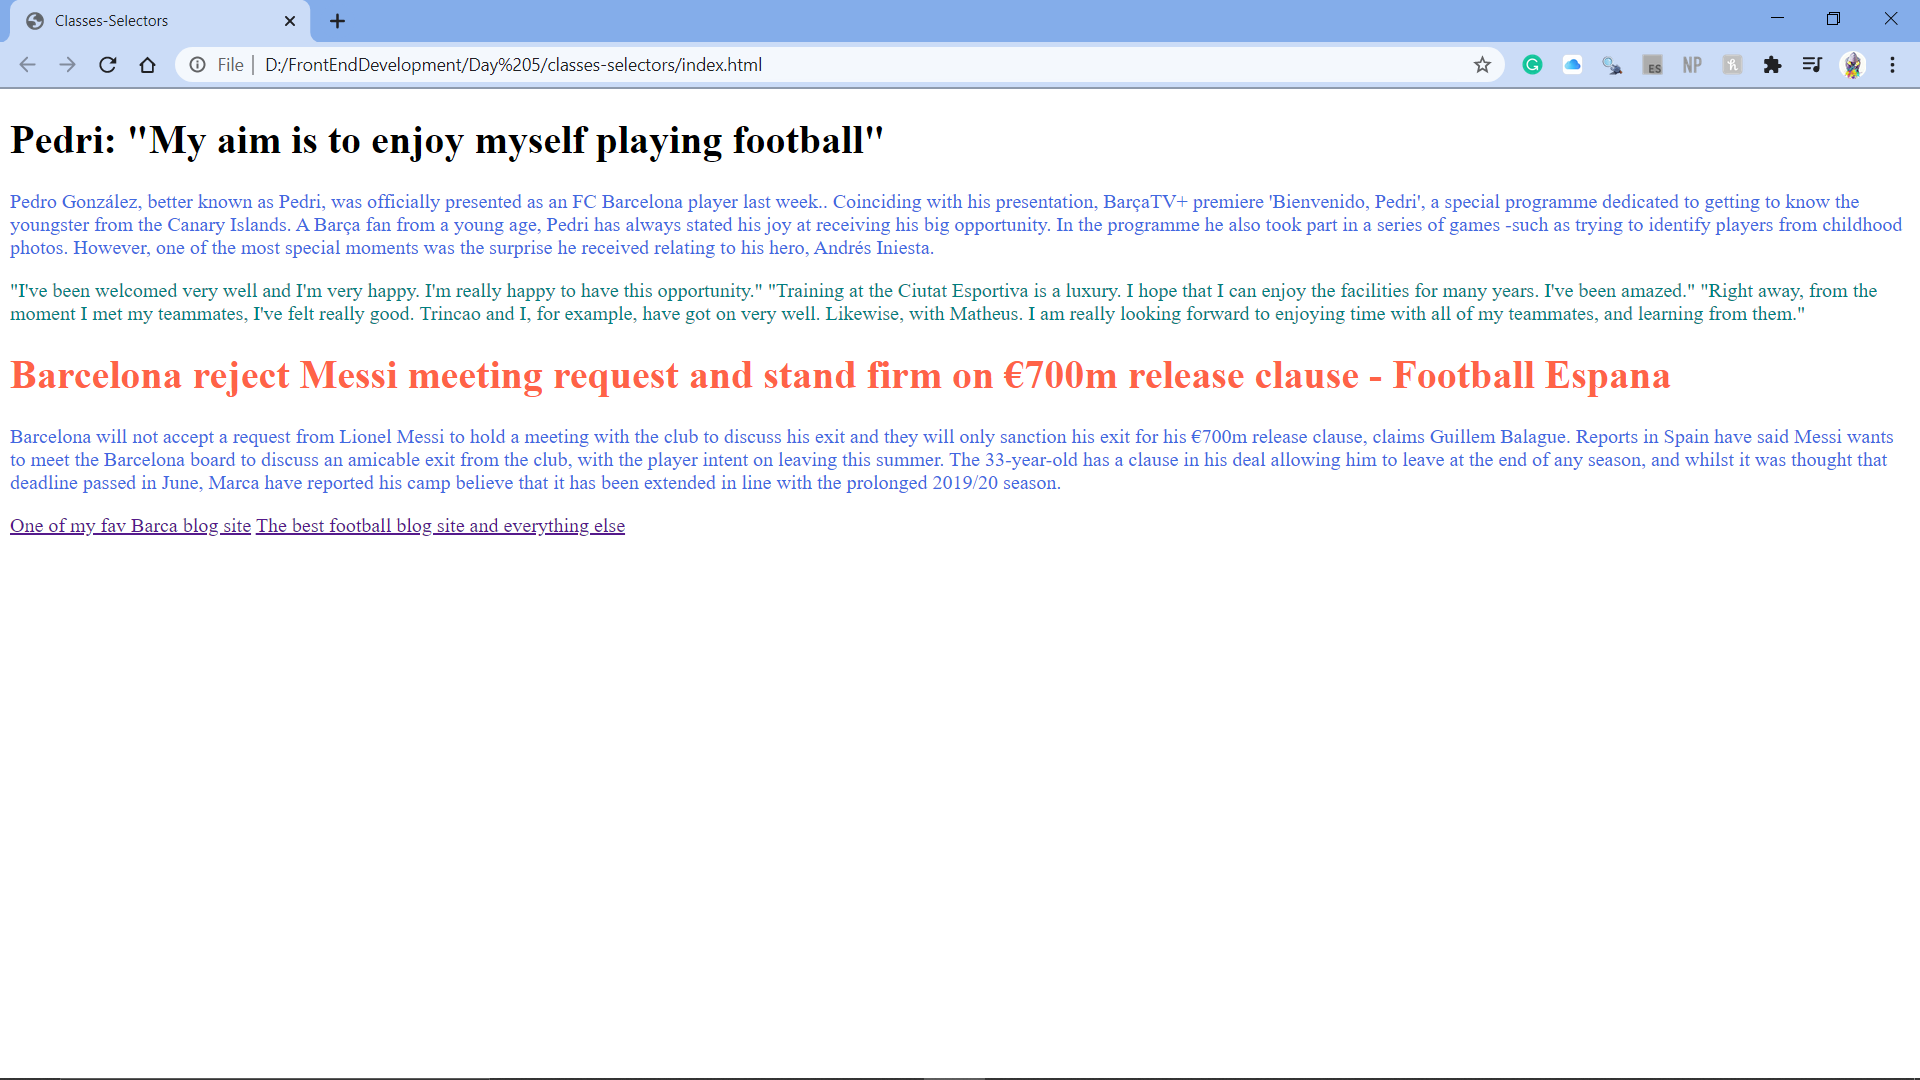 Classes-Selectors
File | D:/FrontEndDevelopment/Day%205/classes-selectors/index.html
ES
NP
Pedri: "My aim is to enjoy myself playing football"
Pedro González, better known as Pedri, was officially presented as an FC Barcelona player last week.. Coinciding with his presentation, BarçaTV+ premiere 'Bienvenido, Pedri', a special programme dedicated to getting to know the
youngster from the Canary Islands. A Barça fan from a young age, Pedri has always stated his joy at receiving his big opportunity. In the programme he also took part in a series of games -such as trying to identify players from childhood
photos. However, one of the most special moments was the surprise he received relating to his hero, Andrés Iniesta.
"I've been welcomed very well and I'm very happy. I'm really happy to have this opportunity." "Training at the Ciutat Esportiva is a luxury. I hope that I can enjoy the facilities for many years. I've been amazed." "Right away, from the
moment I met my teammates, I've felt really good. Trincao and I, for example, have got on very well. Likewise, with Matheus. I am really looking forward to enjoying time with all of my teammates, and learning from them."
Barcelona reject Messi meeting request and stand firm on €700m release clause - Football Espana
Barcelona will not accept a request from Lionel Messi to hold a meeting with the club to discuss his exit and they will only sanction his exit for his €700m release clause, claims Guillem Balague. Reports in Spain have said Messi wants
to meet the Barcelona board to discuss an amicable exit from the club, with the player intent on leaving this summer. The 33-year-old has a clause in his deal allowing him to leave at the end of any season, and whilst it was thought that
deadline passed in June, Marca have reported his camp believe that it has been extended in line with the prolonged 2019/20 season.
One of my fav Barca blog site The best football blog site and everything else